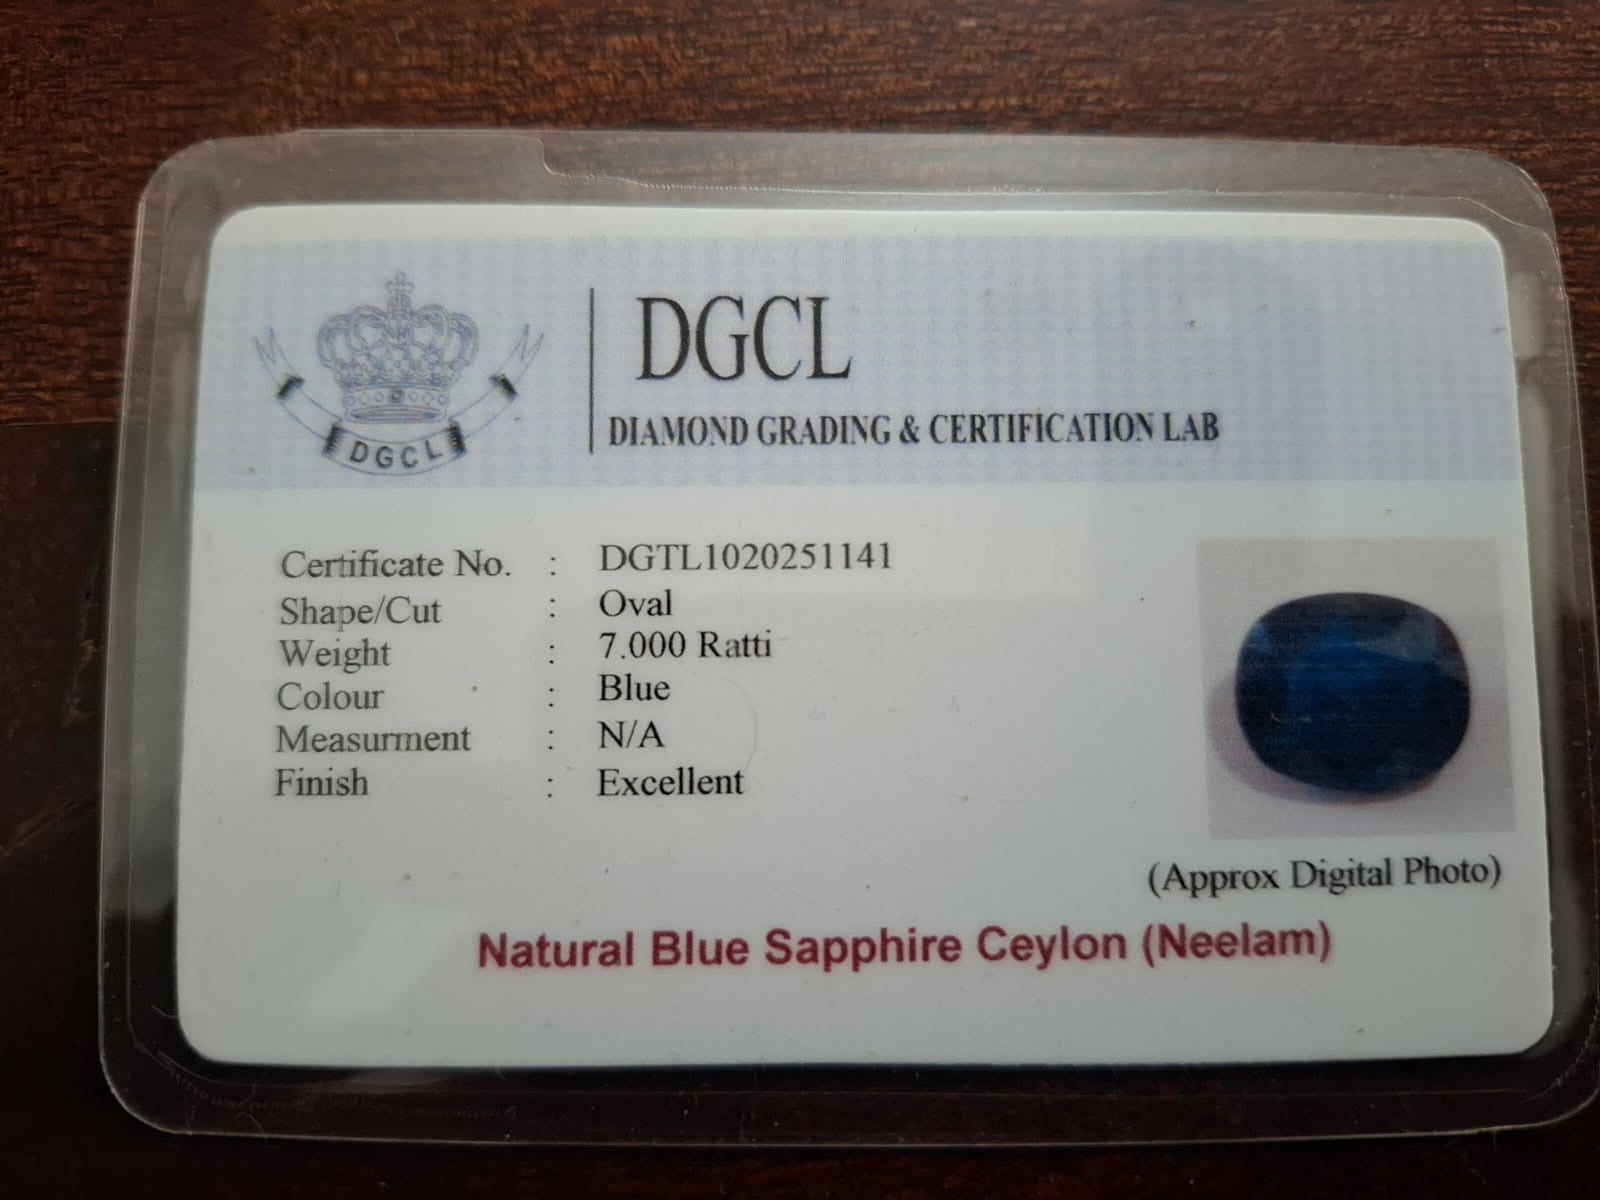 DGCL
DGCL
DIAMOND GRADING & CERTIFICATION LAB
Certificate No. : DGTL1020251141
Shape/Cut : Oval
Weight : 7.000 Ratti
Colour : Blue
Measurment : N/A
Finish : Excellent
(Approx Digital Photo)
Natural Blue Sapphire Ceylon (Neelam)